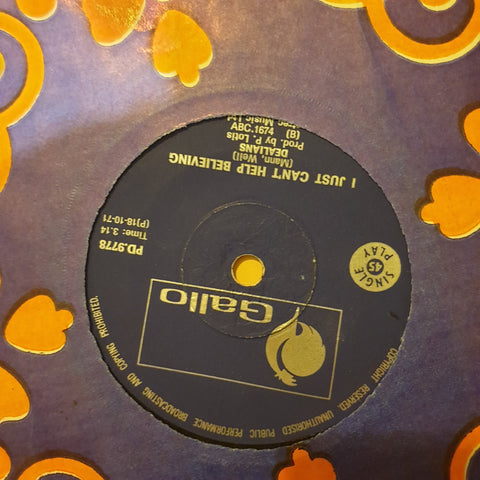 COPYRIGHT RESERVED. UNAUTHORISED PUBLIC PERFORMANCE BROADCASTING AND COPYING PROHIBITED.
Gallo
SINGLE
45
PLAY
PD.9778
Time: 3.14
(P)18-10-71
I JUST CAN'T HELP BELIEVING
(Mann, Weil)
DEALIANS
Prod. by P. Lotis
ABC.1674 (B)
Music